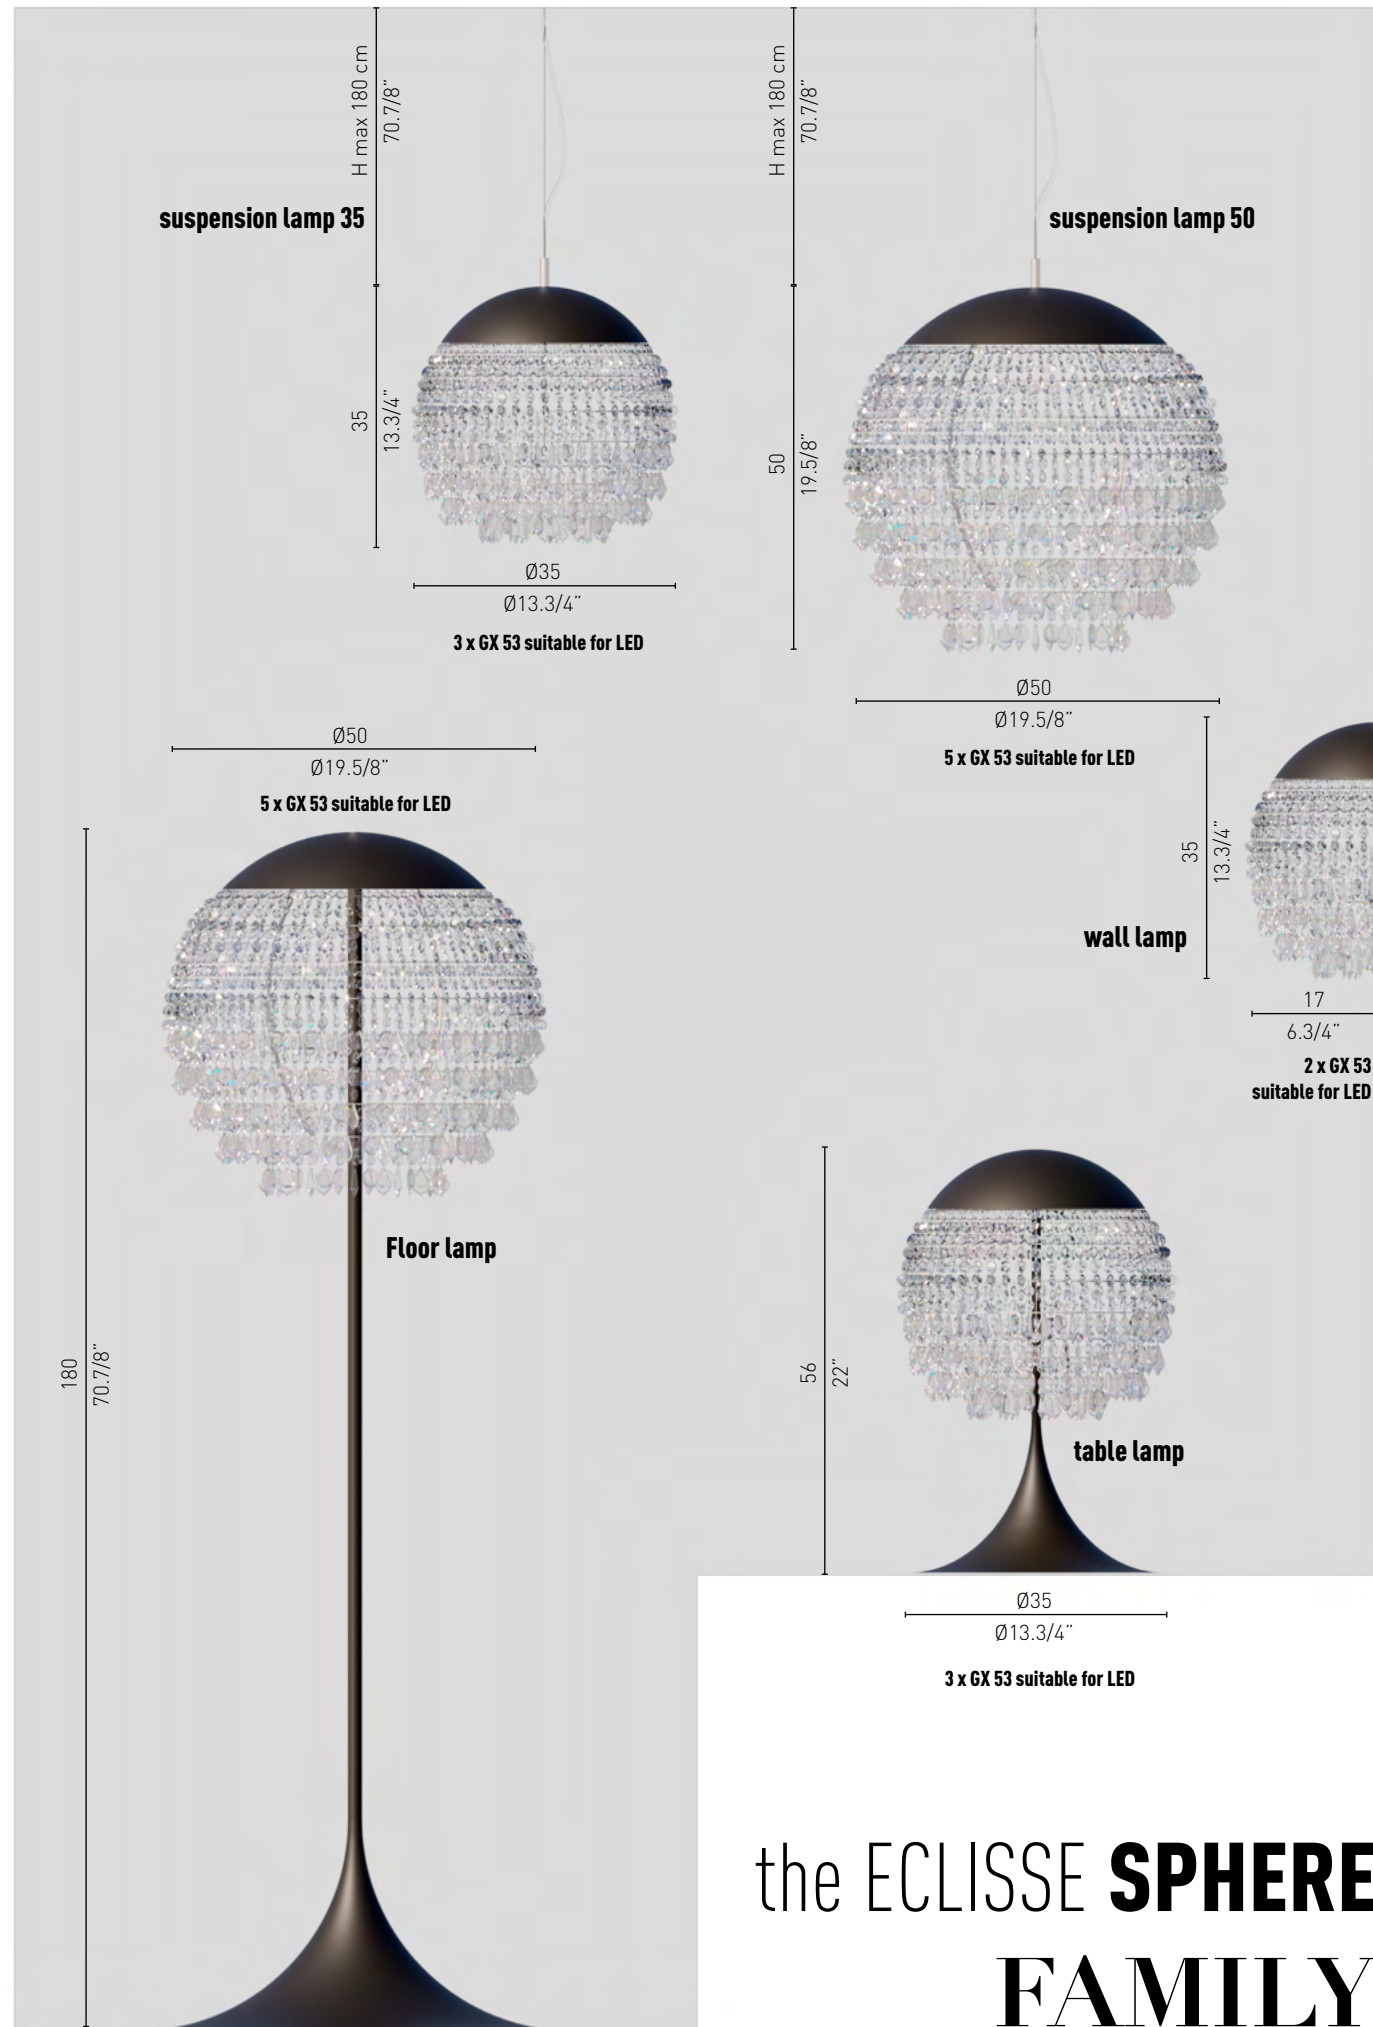 H max 180 cm
70.7/8”
suspension lamp 35
35
13.3/4”
Ø35
Ø13.3/4”
3 x GX 53 suitable for LED
H max 180 cm
70.7/8”
suspension lamp 50
50
19.5/8”
Ø50
Ø19.5/8”
5 x GX 53 suitable for LED
Ø50
Ø19.5/8”
5 x GX 53 suitable for LED
180
70.7/8”
Floor lamp
35
13.3/4”
wall lamp
17
6.3/4”
2 x GX 53
suitable for LED
56
22”
table lamp
Ø35
Ø13.3/4”
3 x GX 53 suitable for LED
the ECLISSE SPHERE
FAMILY